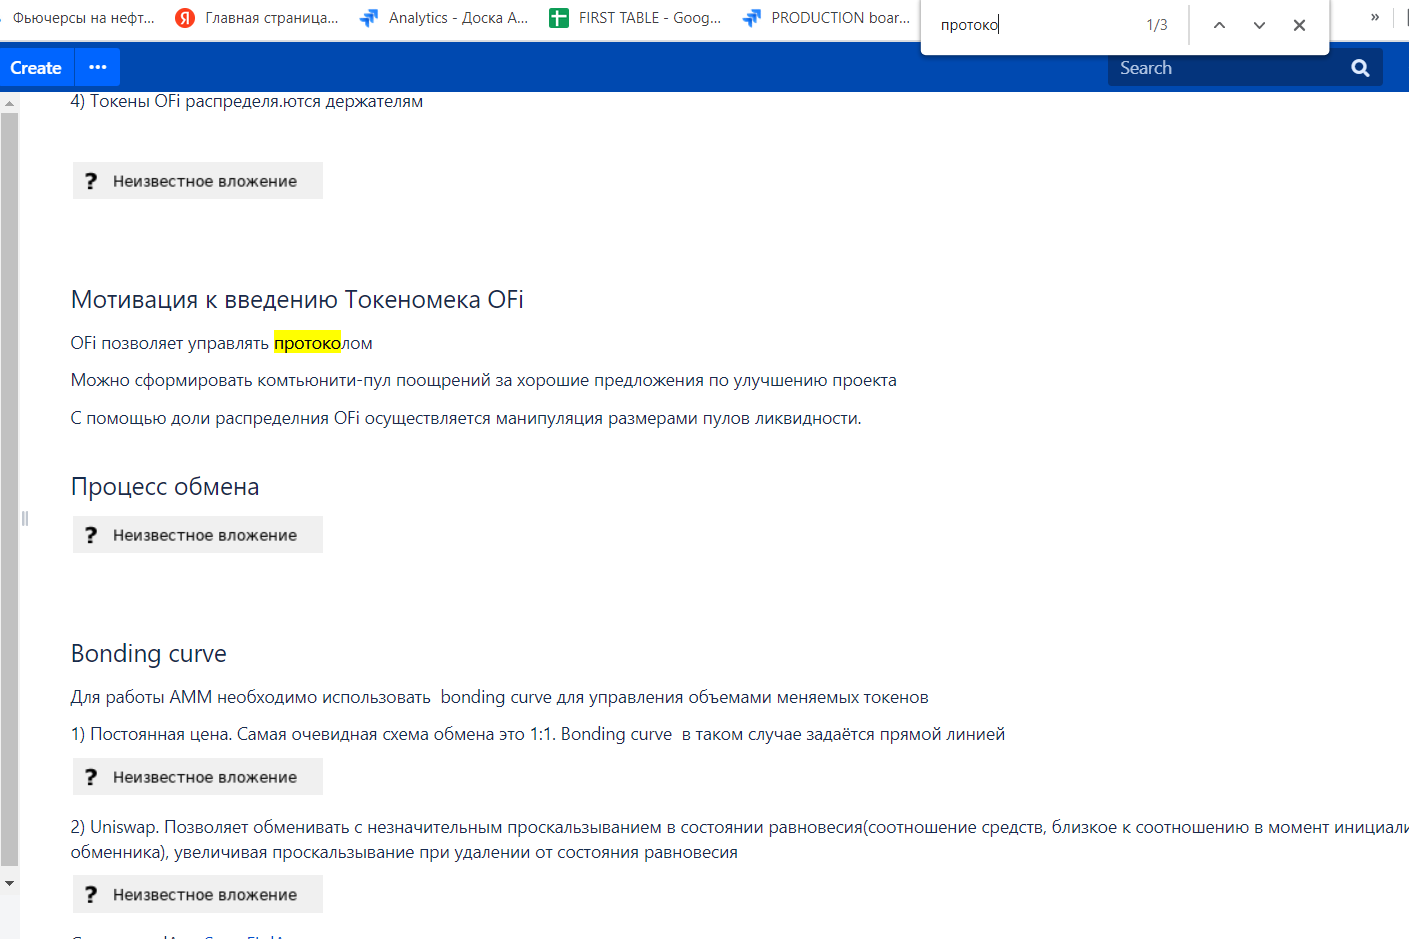 Фьючерсы на нефт...
Я Главная страница...
Analytics - Доска А...
FIRST TABLE - Goog...
PRODUCTION boar...
протоко
1/3
»
Create
•••
Search
4) Токены OFi распределя.ются держателям
? Неизвестное вложение
Мотивация к введению Токеномека OFi
OFi позволяет управлять протоколом
Можно сформировать комтьюнити-пул поощрений за хорошие предложения по улучшению проекта
С помощью доли распределния OFi осуществляется манипуляция размерами пулов ликвидности.
Процесс обмена
? Неизвестное вложение
Bonding curve
Для работы АММ необходимо использовать bonding curve для управления объемами меняемых токенов
1) Постоянная цена. Самая очевидная схема обмена это 1:1. Bonding curve в таком случае задаётся прямой линией
? Неизвестное вложение
2) Uniswap. Позволяет обменивать с незначительным проскальзыванием в состоянии равновесия(соотношение средств, близкое к соотношению в момент инициали
обменника), увеличивая проскальзывание при удалении от состояния равновесия
? Неизвестное вложение